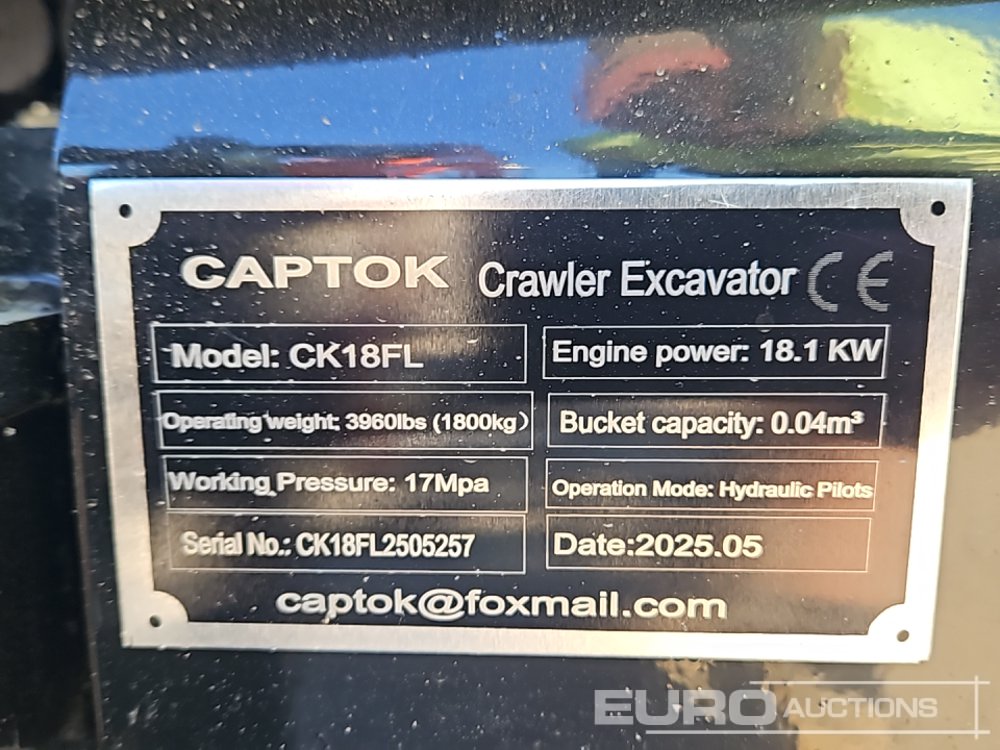 CAPTOK Crawler Excavator CE
Model: CK18FL
Engine power: 18.1 KW
Operating weight: 3960lbs (1800kg)
Bucket capacity: 0.04m³
Working Pressure: 17Mpa
Operation Mode: Hydraulic Pilots
Serial No.: CK18FL2505257
Date:2025.05
captok@foxmail.com
EURO AUCTIONS